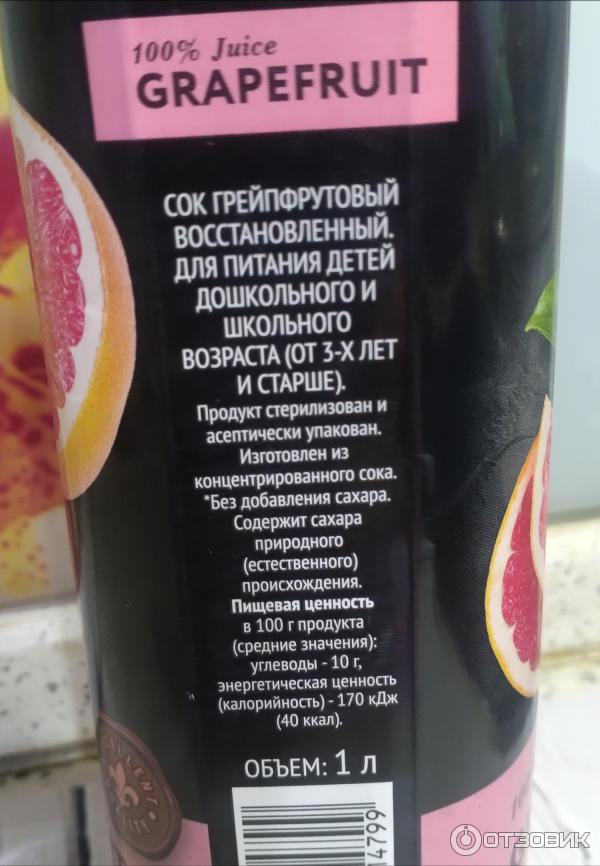 100% Juice
GRAPEFRUIT
СОК ГРЕЙПФРУТОВЫЙ
ВОССТАНОВЛЕННЫЙ.
ДЛЯ ПИТАНИЯ ДЕТЕЙ
ДОШКОЛЬНОГО И
ШКОЛЬНОГО
ВОЗРАСТА (ОТ 3-Х ЛЕТ
И СТАРШЕ).
Продукт стерилизован и
асептически упакован.
Изготовлен из
концентрированного сока.
*Без добавления сахара.
Содержит сахара
природного
(естественного)
происхождения.
Пищевая ценность
в 100 г продукта
(средние значения):
углеводы - 10 г,
энергетическая ценность
(калорийность) - 170 кДж
(40 ккал).
ОБЪЕМ: 1 л
14799
ОТЗОВИК